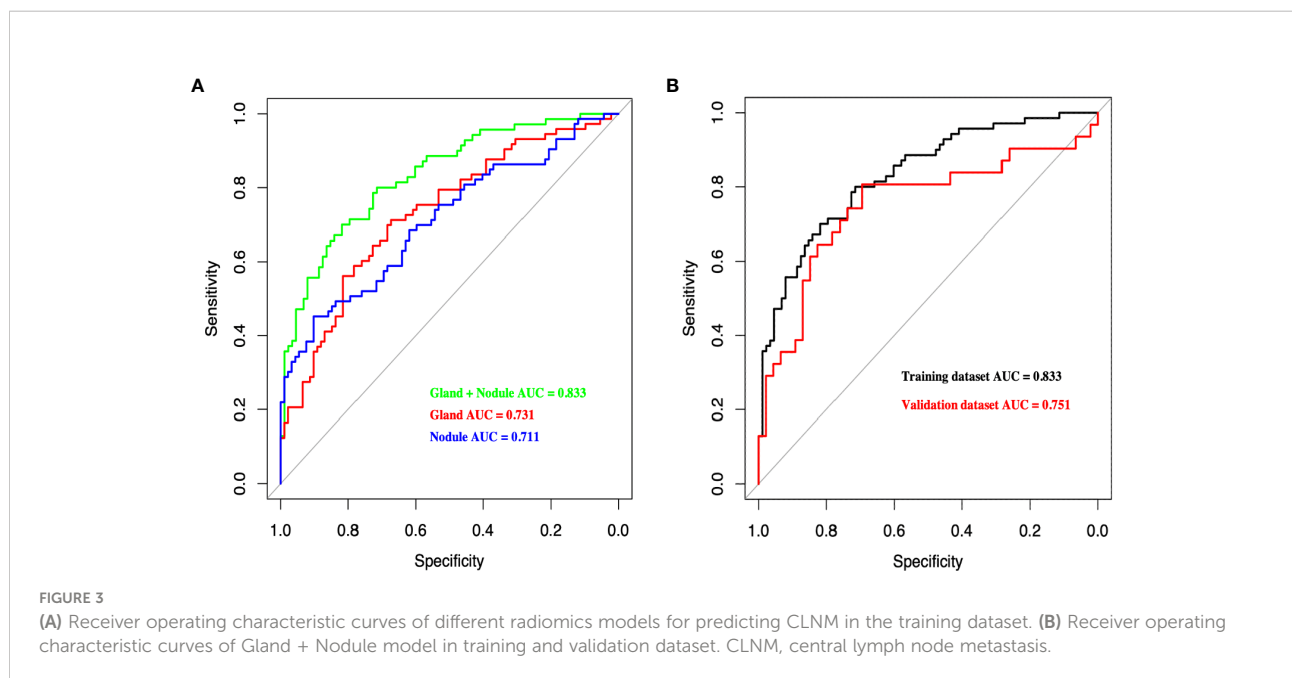 A
Sensitivity
1.0
0.8
0.6
0.4
0.2
0.0
Gland + Nodule AUC = 0.833
Gland AUC = 0.731
Nodule AUC = 0.711
1.0 0.8 0.6 0.4 0.2 0.0
Specificity
B
Sensitivity
1.0
0.8
0.6
0.4
0.2
0.0
Training dataset AUC = 0.833
Validation dataset AUC = 0.751
1.0 0.8 0.6 0.4 0.2 0.0
Specificity
FIGURE 3
(A) Receiver operating characteristic curves of different radiomics models for predicting CLNM in the training dataset. (B) Receiver operating
characteristic curves of Gland + Nodule model in training and validation dataset. CLNM, central lymph node metastasis.